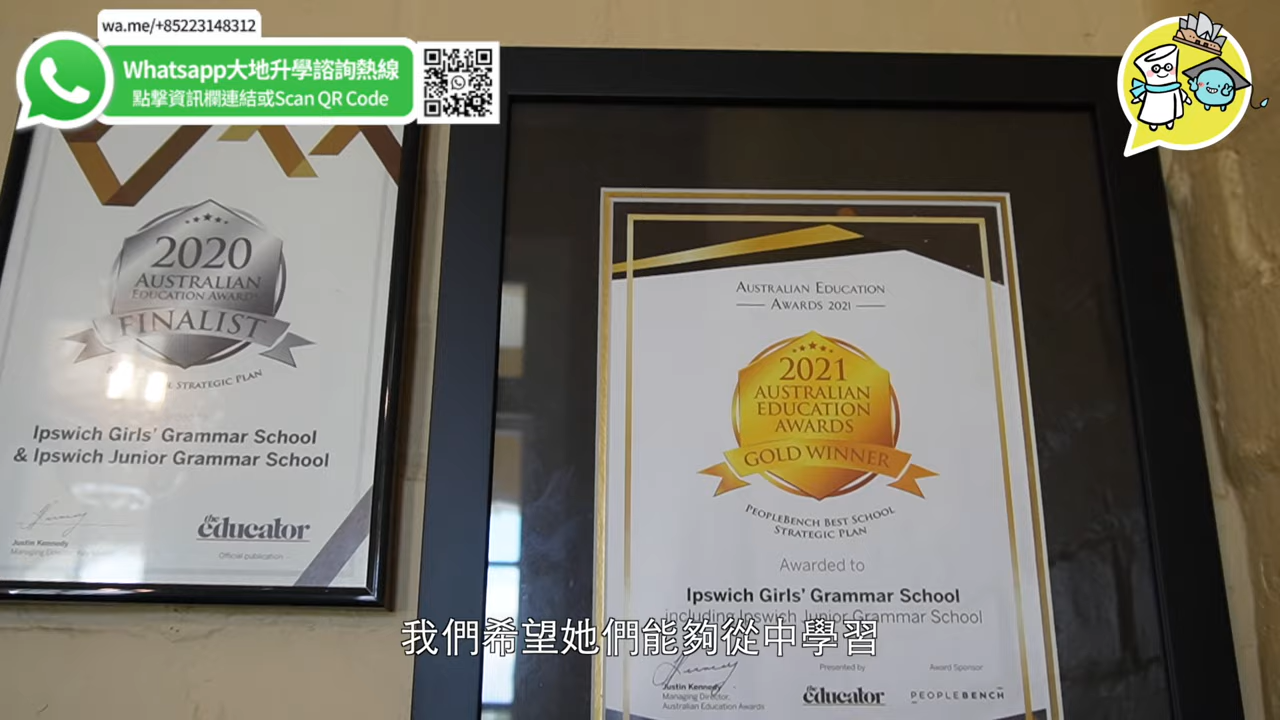 wa.me/+85223148312
Whatsapp大地升學諮詢熱線
點擊資訊欄連結或Scan QR Code
2020
AUSTRALIAN
EDUCATION AWARDS
FINALIST
STRATEGIC PLAN
Ipswich Girls' Grammar School
& Ipswich Junior Grammar School
Justin Kennedy
Managing
the
educator
Official publication
AUSTRALIAN EDUCATION
AWARDS 2021
2021
AUSTRALIAN
EDUCATION
AWARDS
GOLD WINNER
PEOPLEBENCH BEST SCHOOL
STRATEGIC PLAN
Awarded to
Ipswich Girls' Grammar School
including Ipswich Junior Grammar School
我們希望她們能夠從中學習
Justin Kennedy
Managing Director,
Australian Education Awards
Presented by
the
educator
Award Sponsor
PEOPLEBENCH